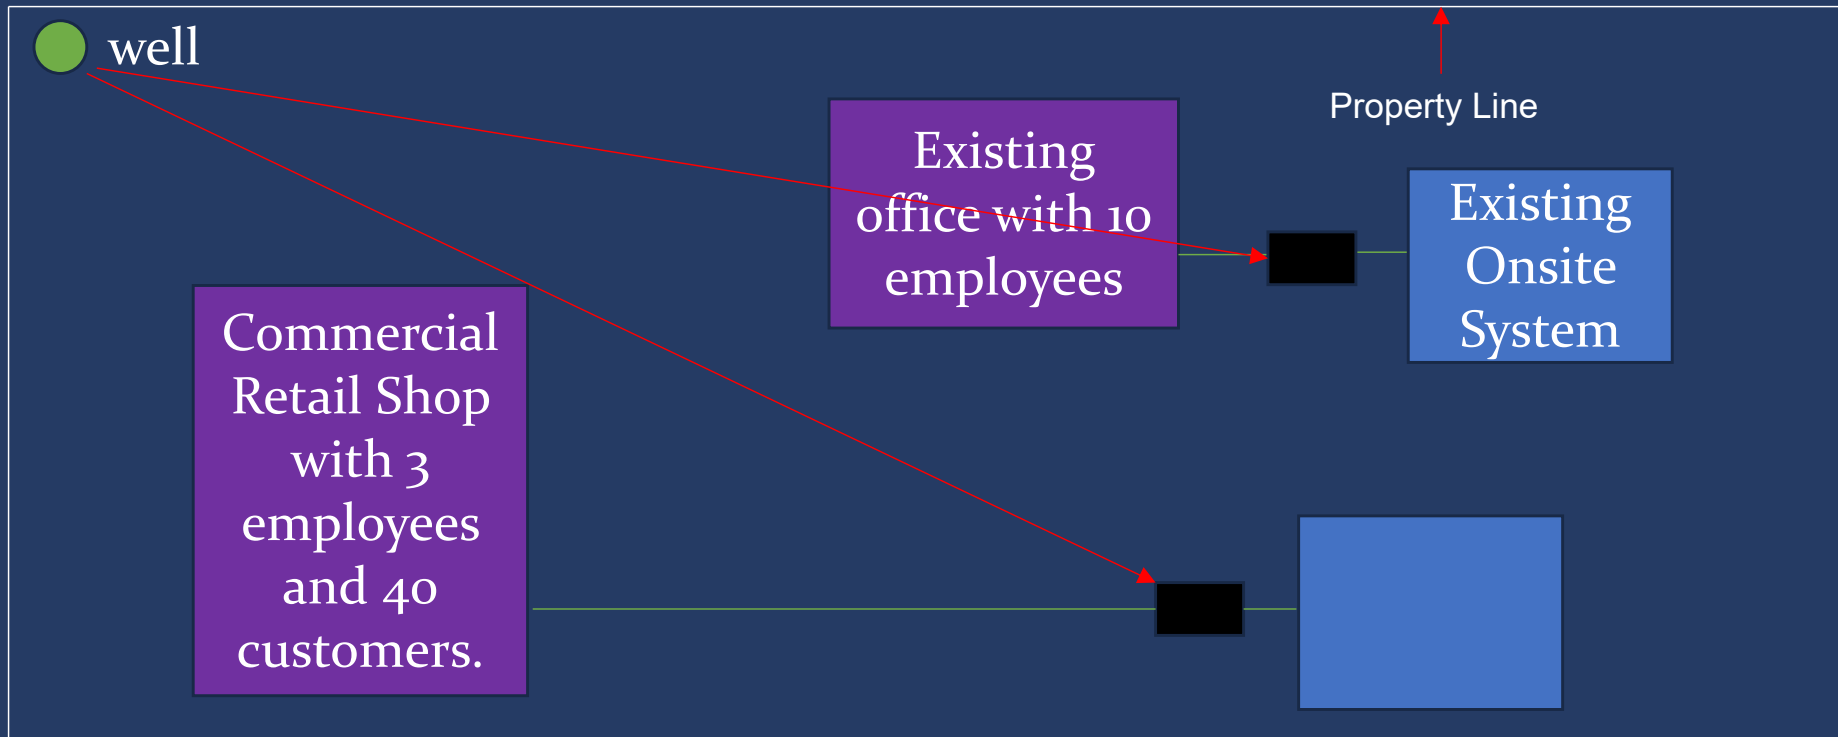 well
Property Line
Existing
office with 10
employees
Existing
Onsite
System
Commercial
Retail Shop
with 3
employees
and 40
customers.